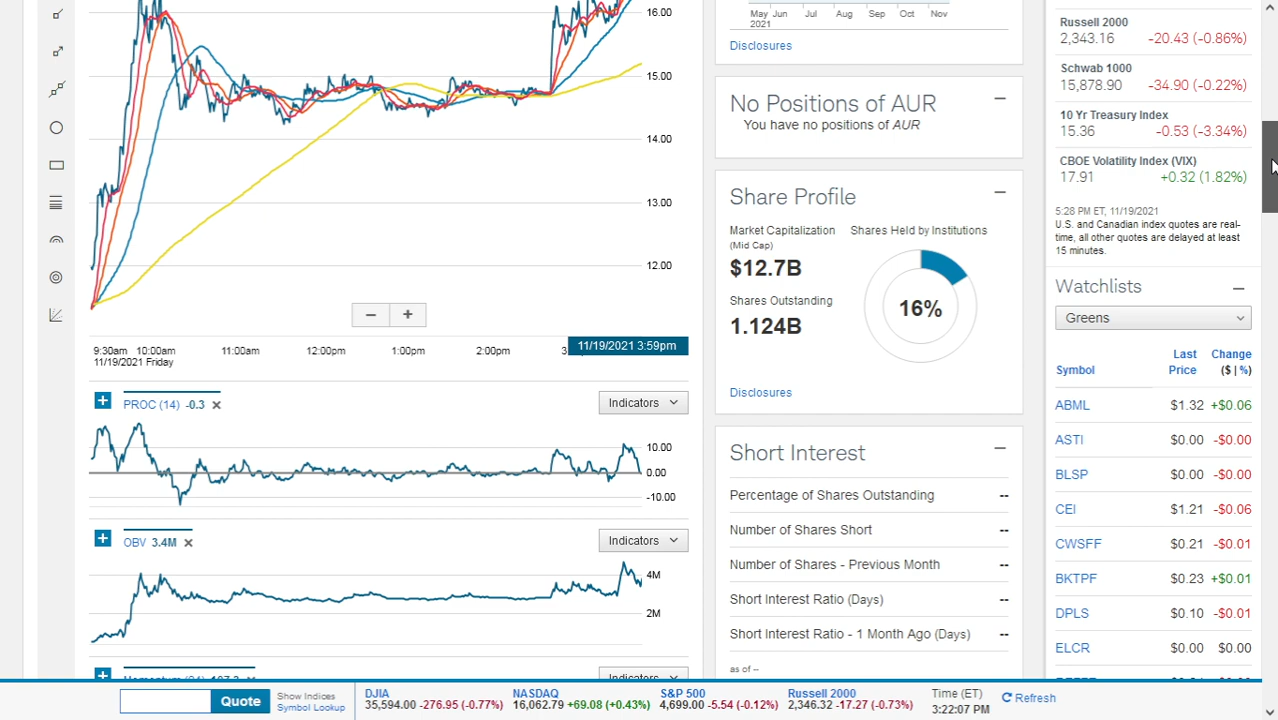 16.00
15.00
14.00
13.00
12.00
9:30am 10:00am 11:00am 12:00pm 1:00pm 2:00pm 3: 11/19/2021 3:59pm
11/19/2021 Friday
PROC (14) -0.3 Indicators
10.00
0.00
-10.00
OBV 3.4M Indicators
4M
2M
Indicators
May Jun Jul Aug Sep Oct Nov
2021
Disclosures
No Positions of AUR
You have no positions of AUR
Share Profile
Market Capitalization Shares Held by Institutions
(Mid Cap)
$12.7B
Shares Outstanding
1.124B
16%
Disclosures
Short Interest
Percentage of Shares Outstanding --
Number of Shares Short --
Number of Shares - Previous Month --
Short Interest Ratio (Days) --
Short Interest Ratio - 1 Month Ago (Days) --
as of --
Russell 2000
2,343.16 -20.43 (-0.86%)
Schwab 1000
15,878.90 -34.90 (-0.22%)
10 Yr Treasury Index
15.36 -0.53 (-3.34%)
CBOE Volatility Index (VIX)
17.91 +0.32 (1.82%)
5:28 PM ET, 11/19/2021
U.S. and Canadian index quotes are real-
time, all other quotes are delayed at least
15 minutes.
Watchlists
Greens
Last Change
Symbol Price ($ | %)
ABML $1.32 +$0.06
ASTI $0.00 -$0.00
BLSP $0.00 -$0.00
CEI $1.21 -$0.06
CWSFF $0.21 -$0.01
BKTPF $0.23 +$0.01
DPLS $0.10 -$0.01
ELCR $0.00 $0.00
Quote
Show Indices
Symbol Lookup
DJIA
35,594.00 -276.95 (-0.77%)
NASDAQ
16,062.79 +69.08 (+0.43%)
S&P 500
4,699.00 -5.54 (-0.12%)
Russell 2000
2,346.32 -17.27 (-0.73%)
Time (ET)
3:22:07 PM
Refresh